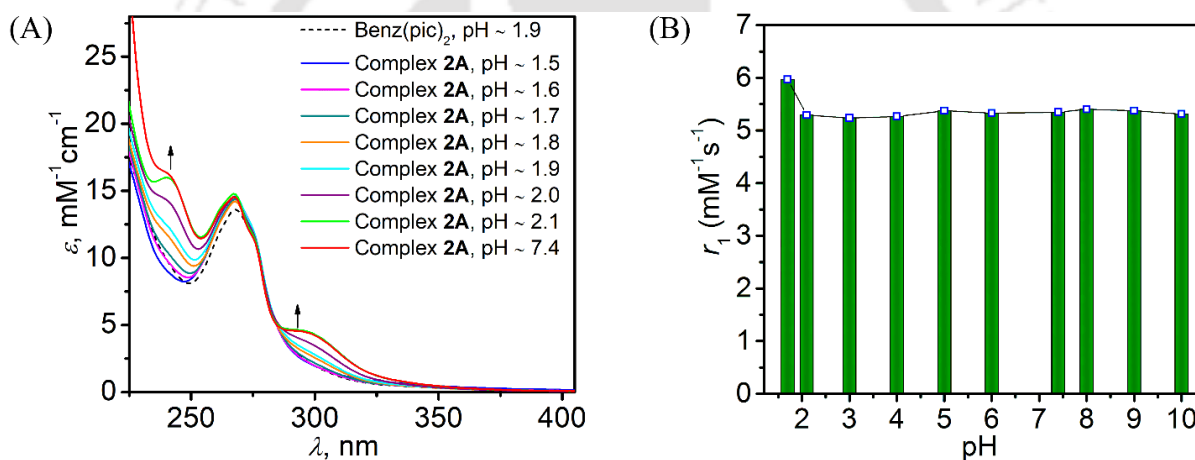 (A)
Benz(pic)₂, pH ~ 1.9
Complex 2A, pH ~ 1.5
Complex 2A, pH ~ 1.6
Complex 2A, pH ~ 1.7
Complex 2A, pH ~ 1.8
Complex 2A, pH ~ 1.9
Complex 2A, pH ~ 2.0
Complex 2A, pH ~ 2.1
Complex 2A, pH ~ 7.4
25
20
15
10
5
0
ε, mM⁻¹cm⁻¹
250 300 350 400
λ, nm
(B)
7
6
5
4
3
2
1
0
r₁ (mM⁻¹s⁻¹)
2 3 4 5 6 7 8 9 10
pH